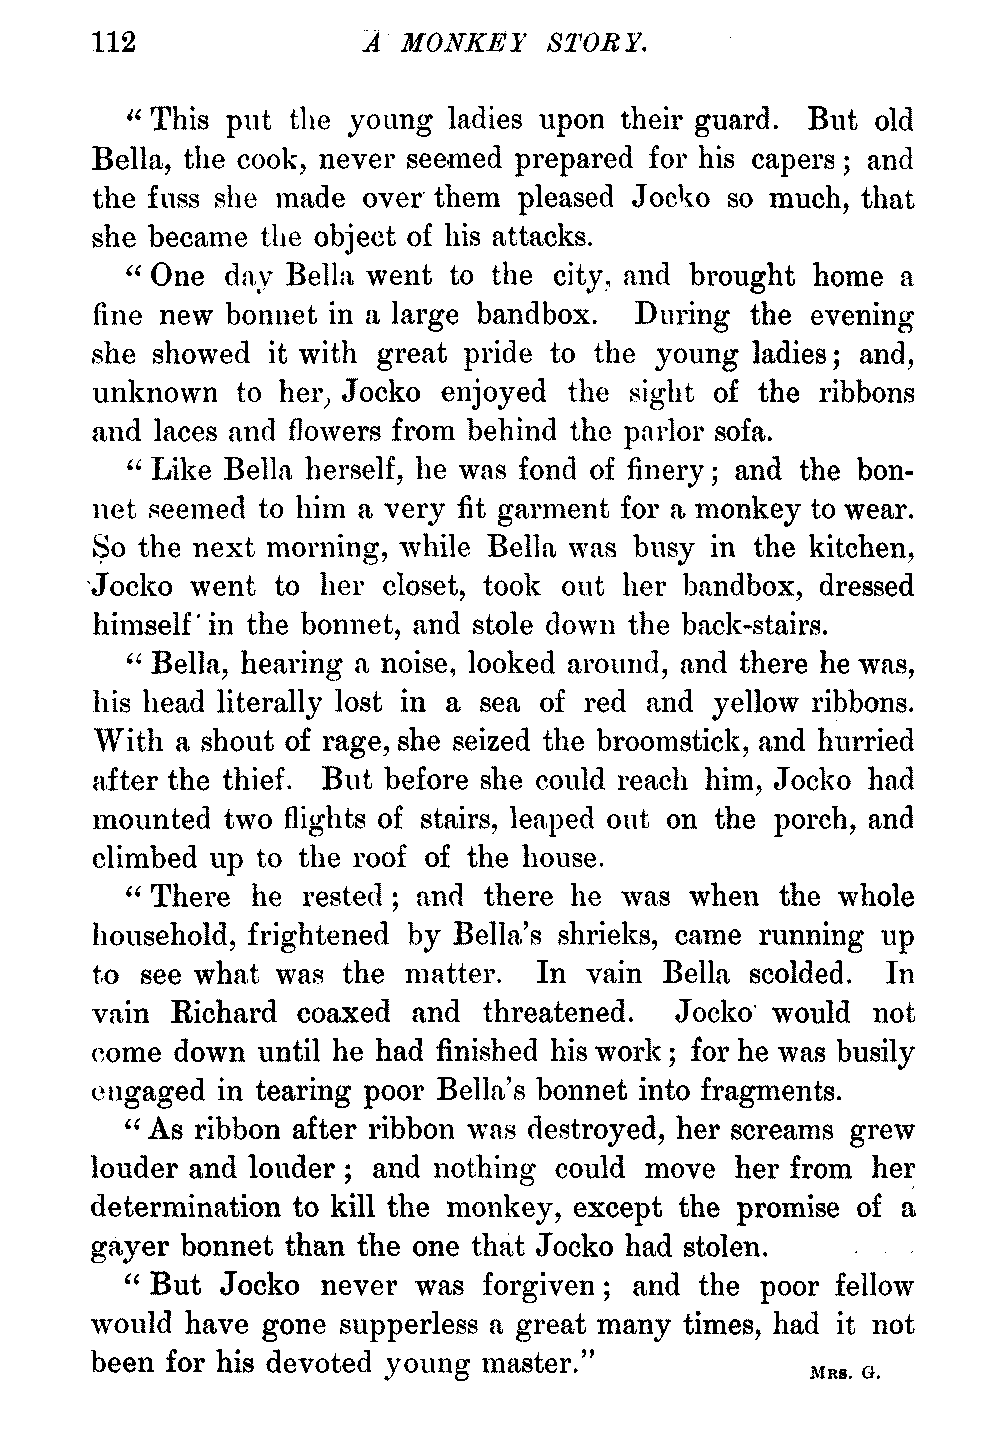 112 A MONKEY STORY.
“ This put the young ladies upon their guard. But old
Bella, the cook, never seemed prepared for his capers ; and
the fuss she made over them pleased Jocko so much, that
she became the object of his attacks.
“ One day Bella went to the city, and brought home a
fine new bonnet in a large bandbox. During the evening
she showed it with great pride to the young ladies ; and,
unknown to her, Jocko enjoyed the sight of the ribbons
and laces and flowers from behind the parlor sofa.
“ Like Bella herself, he was fond of finery ; and the bon-
net seemed to him a very fit garment for a monkey to wear.
So the next morning, while Bella was busy in the kitchen,
Jocko went to her closet, took out her bandbox, dressed
himself in the bonnet, and stole down the back-stairs.
“ Bella, hearing a noise, looked around, and there he was,
his head literally lost in a sea of red and yellow ribbons.
With a shout of rage, she seized the broomstick, and hurried
after the thief. But before she could reach him, Jocko had
mounted two flights of stairs, leaped out on the porch, and
climbed up to the roof of the house.
“ There he rested ; and there he was when the whole
household, frightened by Bella’s shrieks, came running up
to see what was the matter. In vain Bella scolded. In
vain Richard coaxed and threatened. Jocko would not
come down until he had finished his work ; for he was busily
engaged in tearing poor Bella’s bonnet into fragments.
“ As ribbon after ribbon was destroyed, her screams grew
louder and louder ; and nothing could move her from her
determination to kill the monkey, except the promise of a
gayer bonnet than the one that Jocko had stolen.
“ But Jocko never was forgiven ; and the poor fellow
would have gone supperless a great many times, had it not
been for his devoted young master.”
MRS. G.